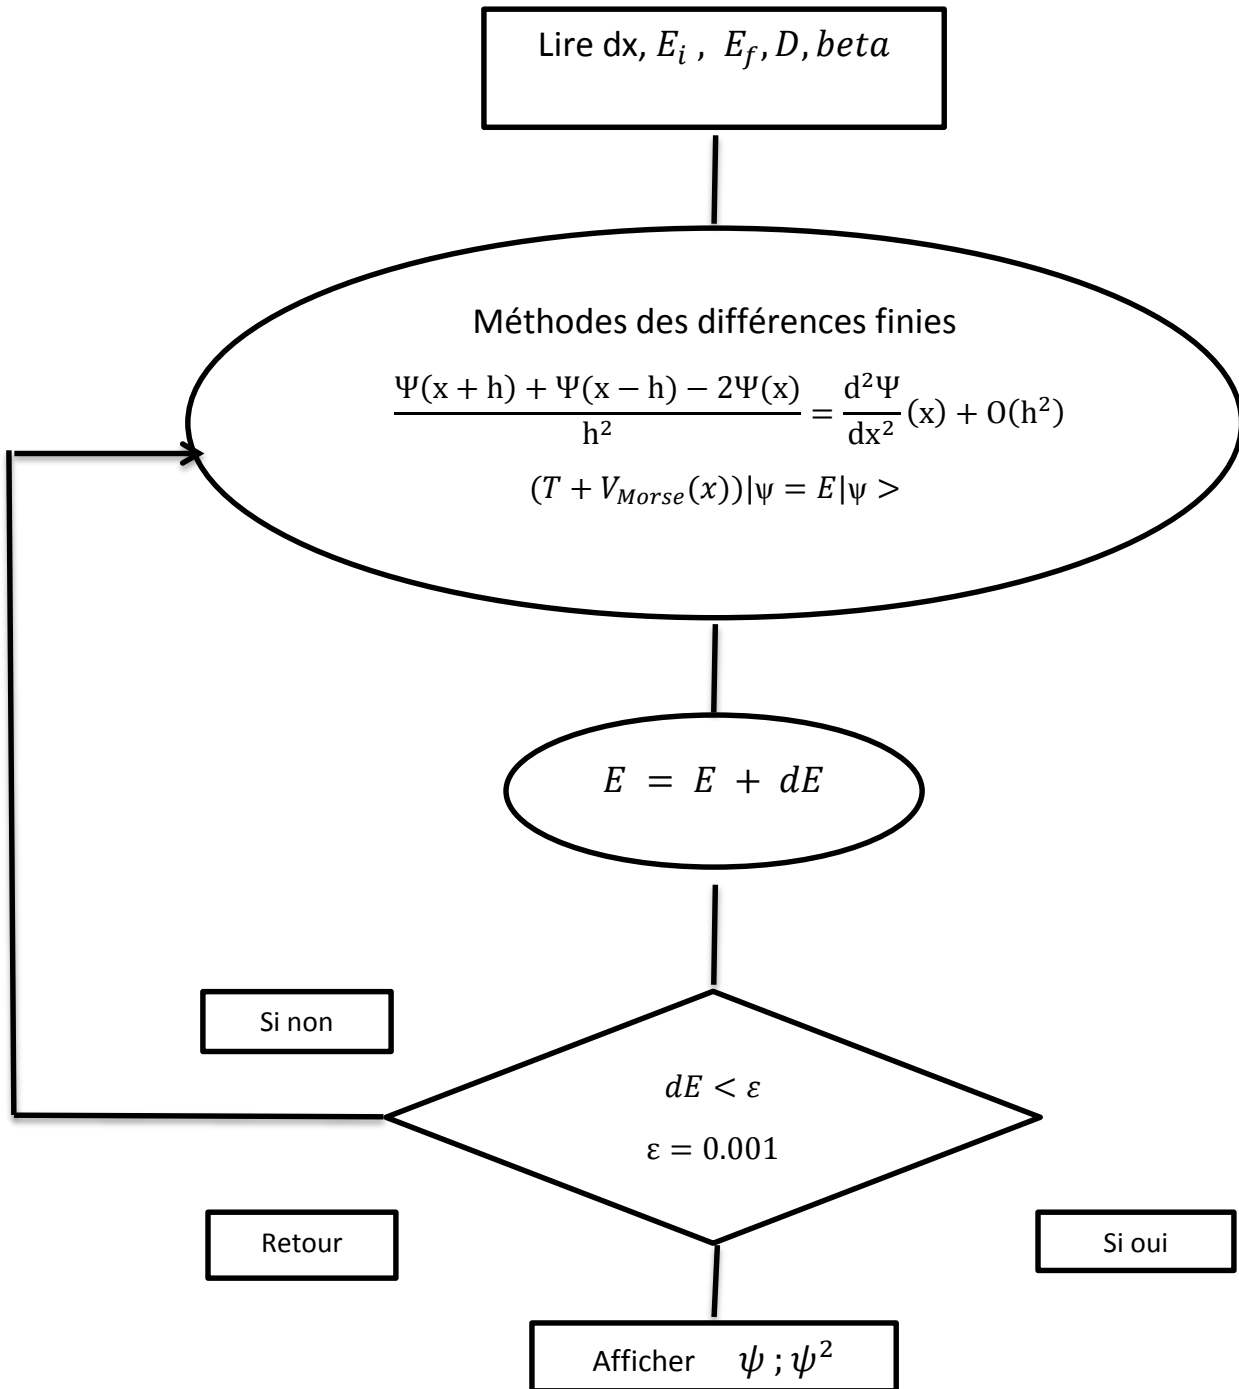 Lire dx, E_i , E_f, D, beta
Méthodes des différences finies
Ψ(x + h) + Ψ(x − h) − 2Ψ(x) / h² = d²Ψ / dx² (x) + O(h²)
(T + V_Morse(x))|ψ = E|ψ >
E = E + dE
Si non
dE < ε
ε = 0.001
Retour
Si oui
Afficher ψ ; ψ²